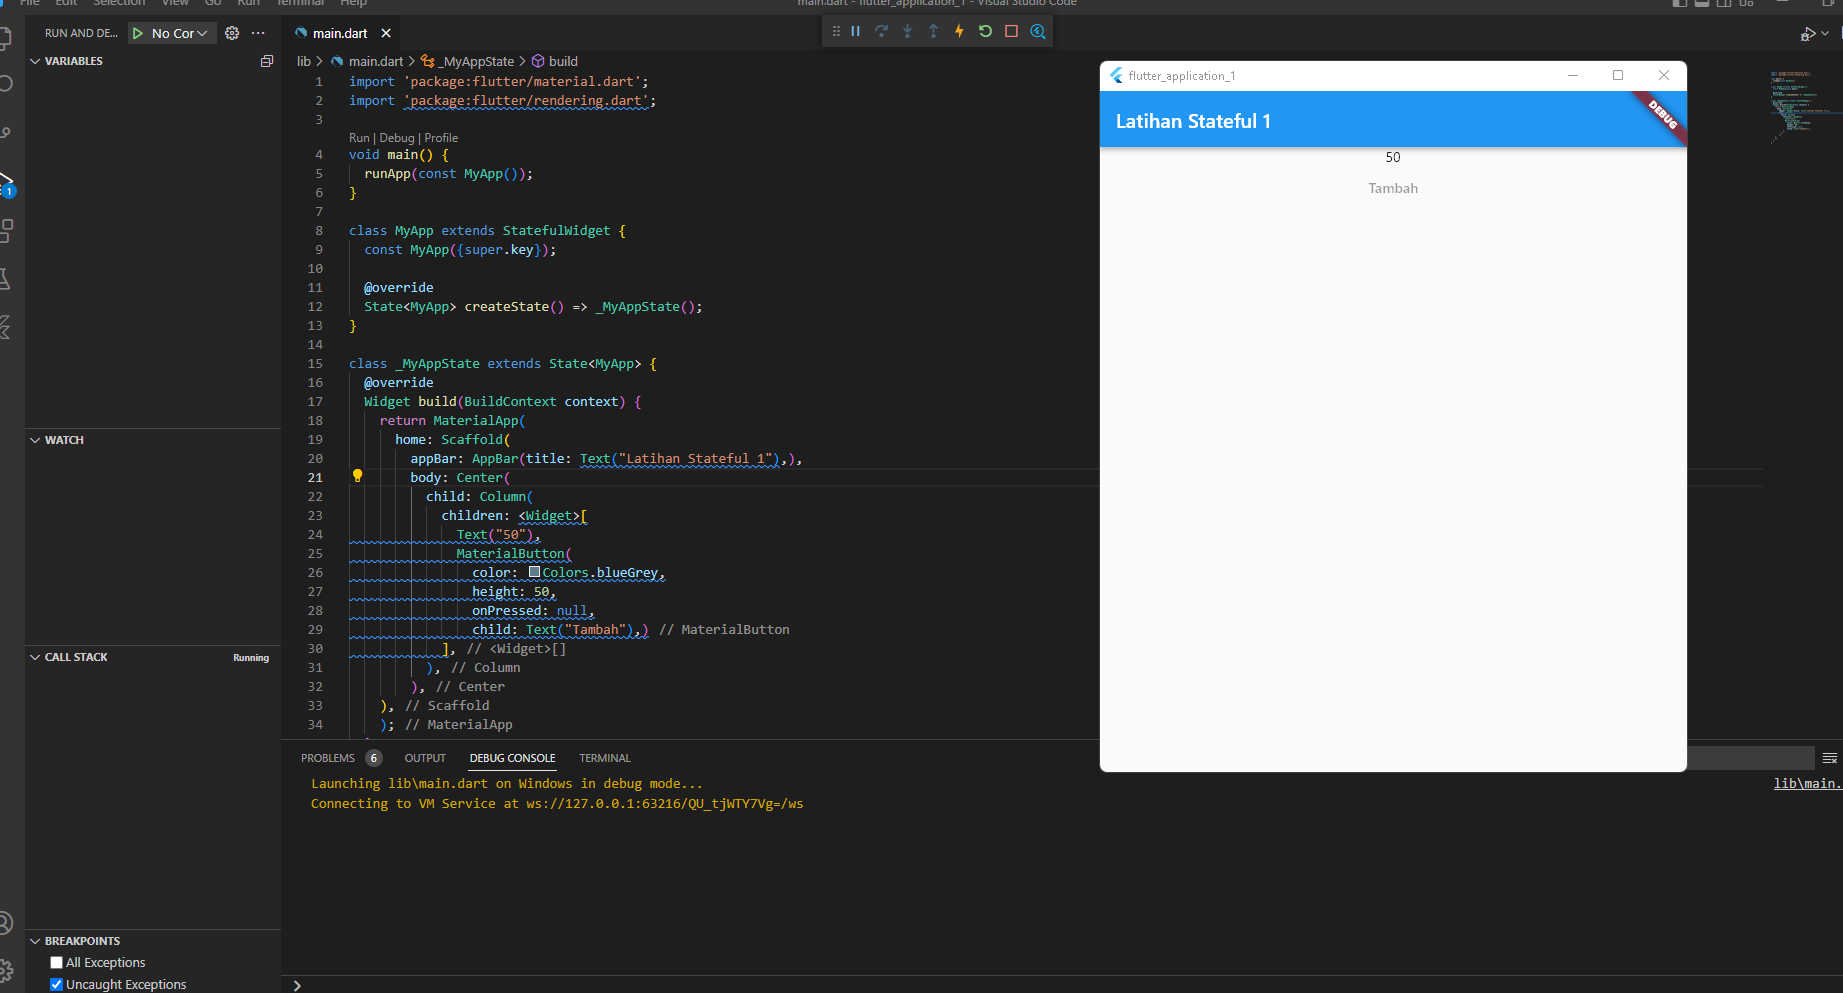 File Edit Selection View Go Run Terminal Help
main.dart - flutter_application_1 - Visual Studio Code
RUN AND DE... No Cor
main.dart
VARIABLES
lib > main.dart > _MyAppState > build
1 import 'package:flutter/material.dart';
2 import 'package:flutter/rendering.dart';
3
Run | Debug | Profile
4 void main() {
5 runApp(const MyApp());
6 }
7
8 class MyApp extends StatefulWidget {
9 const MyApp({super.key});
10
11 @override
12 State<MyApp> createState() => _MyAppState();
13 }
14
15 class _MyAppState extends State<MyApp> {
16 @override
17 Widget build(BuildContext context) {
18 return MaterialApp(
19 home: Scaffold(
20 appBar: AppBar(title: Text("Latihan Stateful 1"),),
21 body: Center(
22 child: Column(
23 children: <Widget>[
24 Text("50"),
25 MaterialButton(
26 color: Colors.blueGrey,
27 height: 50,
28 onPressed: null,
29 child: Text("Tambah"),) // MaterialButton
30 ], // <Widget>[]
31 ), // Column
32 ), // Center
33 ), // Scaffold
34 ); // MaterialApp
flutter_application_1
Latihan Stateful 1
DEBUG
50
Tambah
WATCH
CALL STACK Running
BREAKPOINTS
All Exceptions
Uncaught Exceptions
1
PROBLEMS 6 OUTPUT DEBUG CONSOLE TERMINAL
Launching lib\main.dart on Windows in debug mode...
lib\main.
Connecting to VM Service at ws://127.0.0.1:63216/QU_tjWTY7Vg=/ws
>